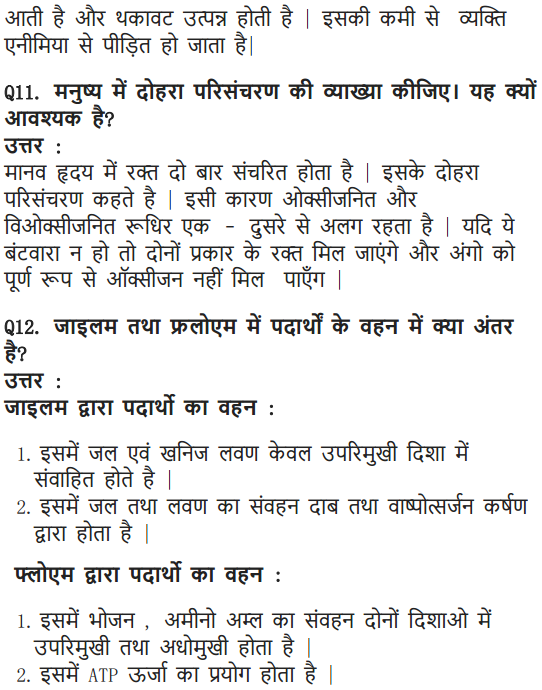 आती है और थकावट उत्पन्न होती है | इसकी कमी से व्यक्ति
एनीमिया से पीड़ित हो जाता है|
Q11. मनुष्य में दोहरा परिसंचरण की व्याख्या कीजिए। यह क्यों
आवश्यक है?
उत्तर :
मानव हृदय में रक्त दो बार संचरित होता है | इसके दोहरा
परिसंचरण कहते है | इसी कारण ओक्सीजनित और
विओक्सीजनित रूधिर एक - दुसरे से अलग रहता है | यदि ये
बंटवारा न हो तो दोनों प्रकार के रक्त मिल जाएंगे और अंगो को
पूर्ण रूप से ऑक्सीजन नहीं मिल पाएँग |
Q12. जाइलम तथा फ्रलोएम में पदार्थों के वहन में क्या अंतर
है?
उत्तर :
जाइलम द्वारा पदार्थो का वहन :
1. इसमें जल एवं खनिज लवण केवल उपरिमुखी दिशा में
संवाहित होते है |
2. इसमें जल तथा लवण का संवहन दाब तथा वाष्पोत्सर्जन कर्षण
द्वारा होता है |
फ्लोएम द्वारा पदार्थो का वहन :
1. इसमें भोजन , अमीनो अम्ल का संवहन दोनों दिशाओ में
उपरिमुखी तथा अधोमुखी होता है |
2. इसमें ATP ऊर्जा का प्रयोग होता है |